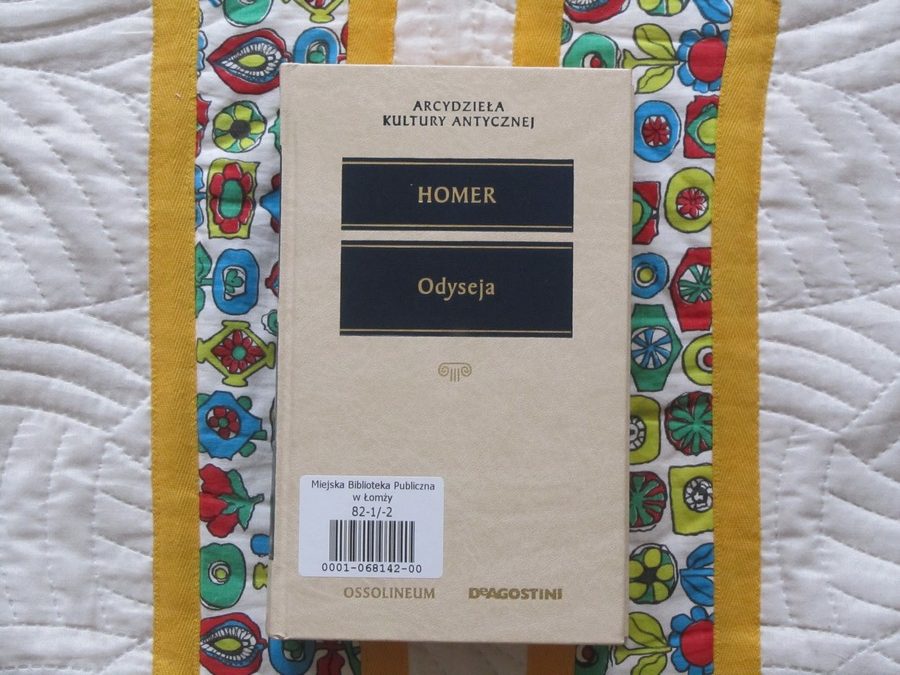 ARCYDZIEŁA
KULTURY ANTYCZNEJ
HOMER
Odyseja
Miejska Biblioteka Publiczna
w Łomży
82-1/-2
0001-068142-00
OSSOLINEUM DeAGOSTINI